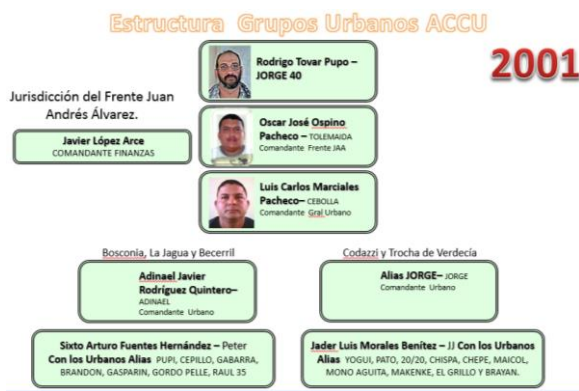 Estructura Grupos Urbanos ACCU
2001
Rodrigo Tovar Pupo –
JORGE 40
Jurisdicción del Frente Juan
Andrés Álvarez.
Javier López Arce
COMANDANTE FINANZAS
Oscar José Ospino
Pacheco – TOLEMAIDA
Comandante Frente JAA
Luis Carlos Marciales
Pacheco– CEBOLLA
Comandante Gral Urbano
Bosconia, La Jagua y Becerril
Adinael Javier
Rodríguez Quintero–
ADINAEL
Comandante Urbano
Codazzi y Trocha de Verdecía
Alias JORGE– JORGE
Comandante Urbano
Sixto Arturo Fuentes Hernández – Peter
Con los Urbanos Alias PUPI, CEPILLO, GABARRA,
BRANDON, GASPARIN, GORDO PELLE, RAUL 35
Jader Luis Morales Benítez – JJ Con los Urbanos
Alias YOGUI, PATO, 20/20, CHISPA, CHEPE, MAICOL,
MONO AGUITA, MAKENKE, EL GRILLO Y BRAYAN.